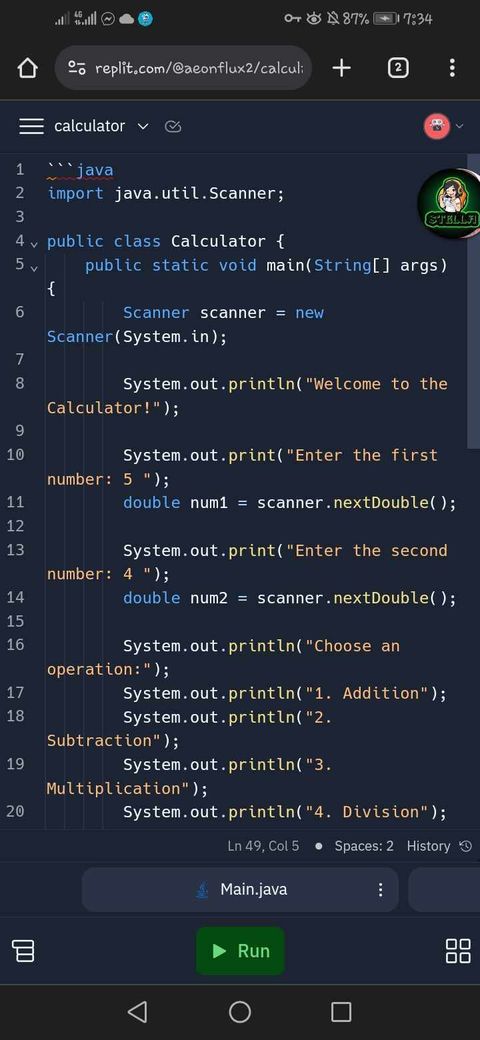 4G
87%
7:34
replit.com/@aeonflux2/calcul
2
calculator
STELLA
1 ```java
2 import java.util.Scanner;
3
4 public class Calculator {
5     public static void main(String[] args)
{
6         Scanner scanner = new
Scanner(System.in);
7
8         System.out.println("Welcome to the
Calculator!");
9
10         System.out.print("Enter the first
number: 5 ");
11         double num1 = scanner.nextDouble();
12
13         System.out.print("Enter the second
number: 4 ");
14         double num2 = scanner.nextDouble();
15
16         System.out.println("Choose an
operation:");
17         System.out.println("1. Addition");
18         System.out.println("2.
Subtraction");
19         System.out.println("3.
Multiplication");
20         System.out.println("4. Division");
Ln 49, Col 5 • Spaces: 2 History
Main.java
Run